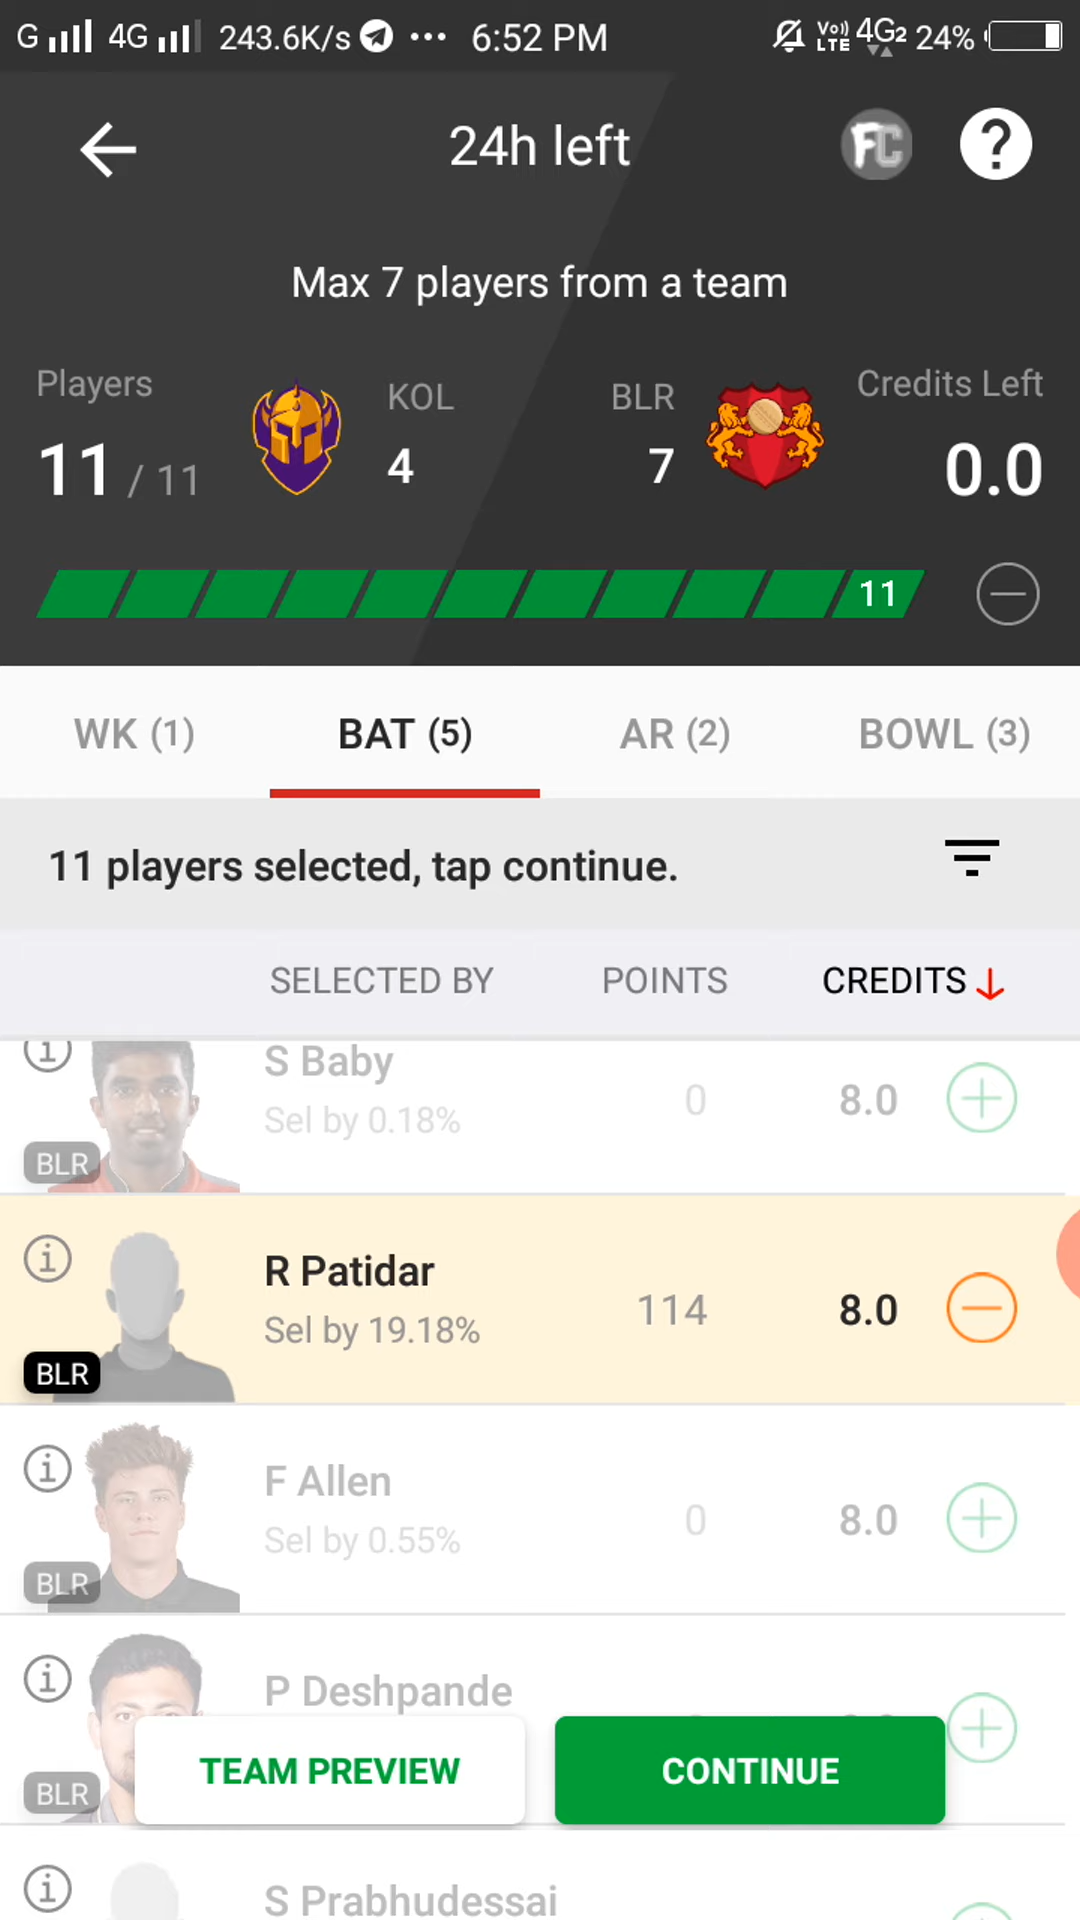 G 4G 243.6K/s ••• 6:52 PM Vo)) LTE 4G2 24%
24h left FC ?
Max 7 players from a team
Players KOL BLR Credits Left
11 / 11 4 7 0.0
11
WK (1) BAT (5) AR (2) BOWL (3)
11 players selected, tap continue.
SELECTED BY POINTS CREDITS
S Baby
Sel by 0.18% 0 8.0
BLR
R Patidar
Sel by 19.18% 114 8.0
BLR
F Allen
Sel by 0.55% 0 8.0
BLR
P Deshpande
TEAM PREVIEW CONTINUE
BLR
S Prabhudessai